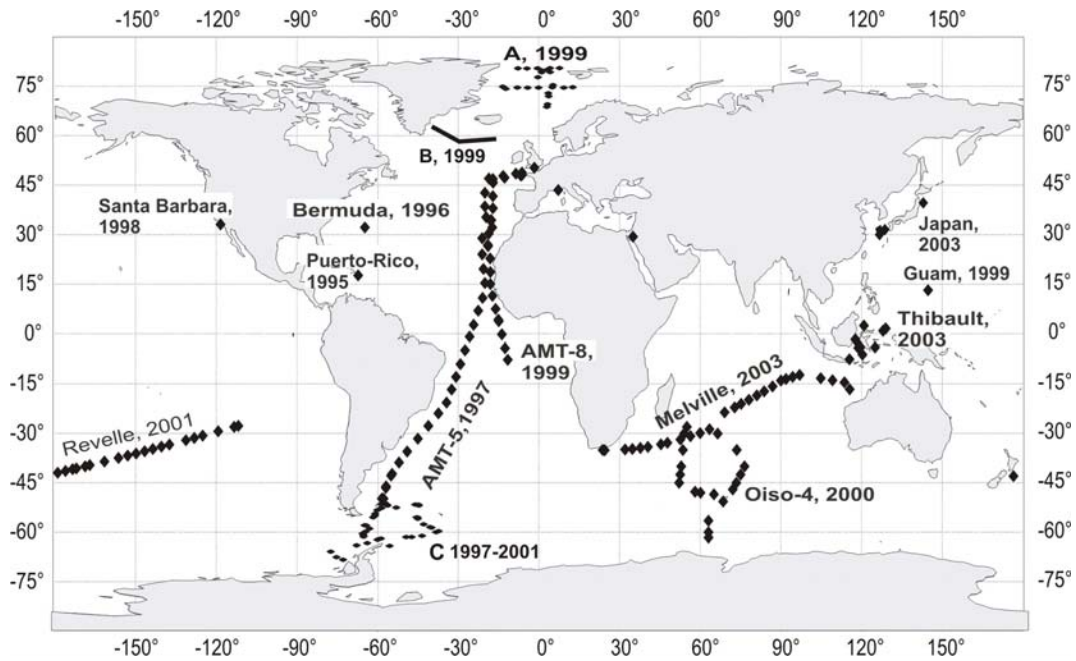 -150° -120° -90° -60° -30° 0° 30° 60° 90° 120° 150°
A, 1999
75° 75°
60° 60°
B, 1999
45° 45°
Santa Barbara,
1998
Bermuda, 1996
Japan,
2003
30° 30°
Puerto-Rico,
1995
Guam, 1999
15° 15°
Thibault,
2003
0° 0°
AMT-8,
1999
-15° -15°
Melville, 2003
AMT-5,1997
Revelle, 2001
-30° -30°
-45° -45°
Oiso-4, 2000
C 1997-2001
-60° -60°
-75° -75°
-150° -120° -90° -60° -30° 0° 30° 60° 90° 120° 150°